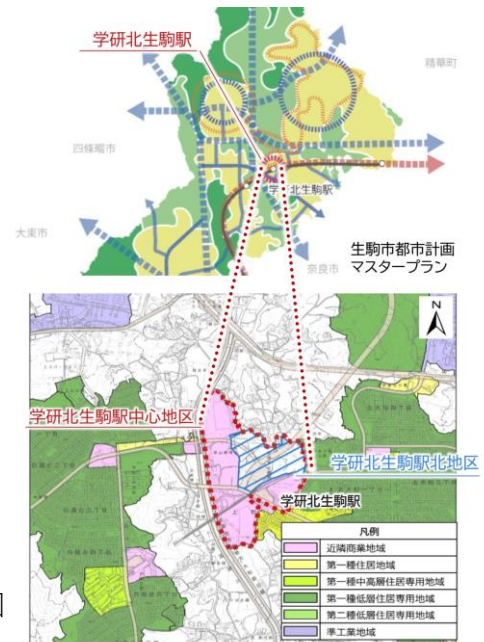 学研北生駒駅
精華町
四條畷市
学研北生駒駅
大東市
奈良市
生駒市都市計画
マスタープラン
N
学研北生駒駅中心地区
学研北生駒駅北地区
学研北生駒駅
凡例
近隣商業地域
第一種住居地域
第一種中高層住居専用地域
第一種低層住居専用地域
第二種低層住居専用地域
準工業地域